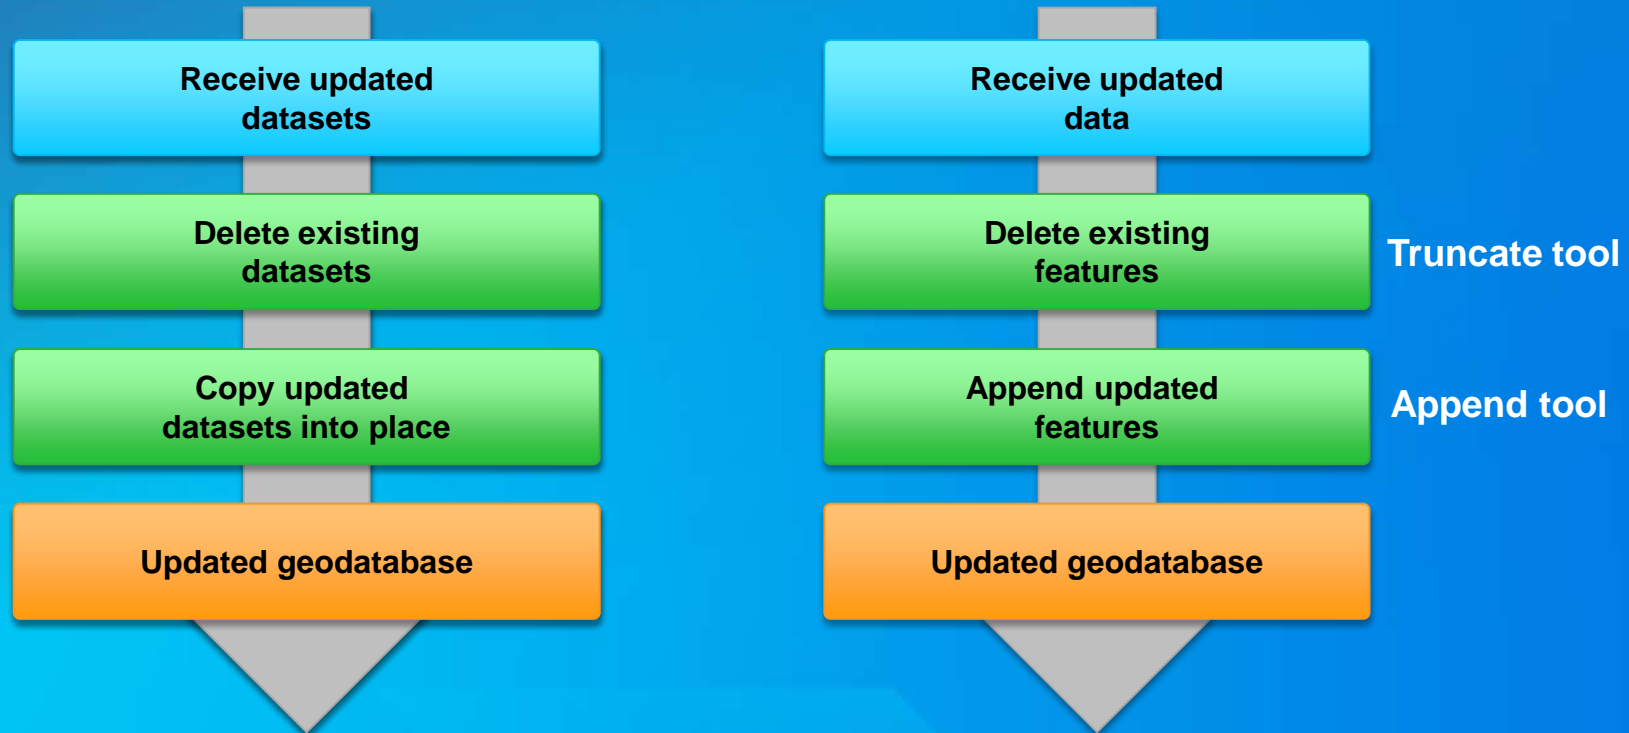 Receive updated
datasets
Delete existing
datasets
Copy updated
datasets into place
Updated geodatabase
Receive updated
data
Delete existing
features
Truncate tool
Append updated
features
Append tool
Updated geodatabase